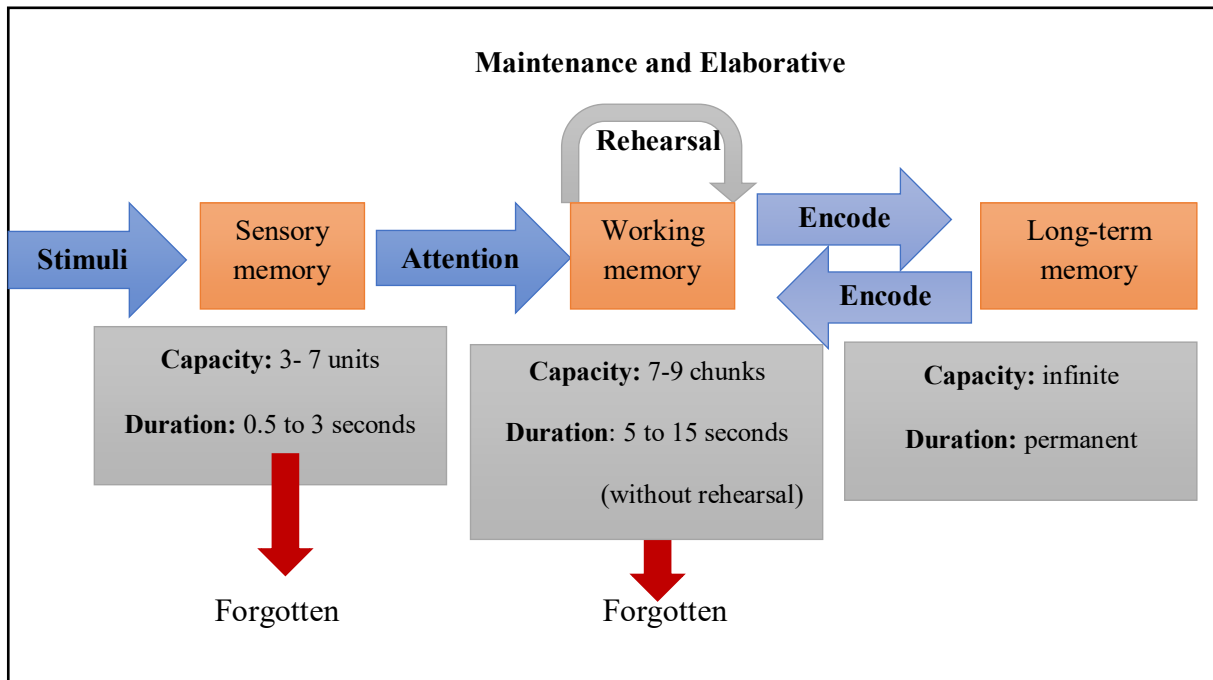 Maintenance and Elaborative
Rehearsal
Stimuli
Sensory
memory
Attention
Working
memory
Encode
Encode
Long-term
memory
Capacity: 3- 7 units
Duration: 0.5 to 3 seconds
Forgotten
Capacity: 7-9 chunks
Duration: 5 to 15 seconds
(without rehearsal)
Forgotten
Capacity: infinite
Duration: permanent